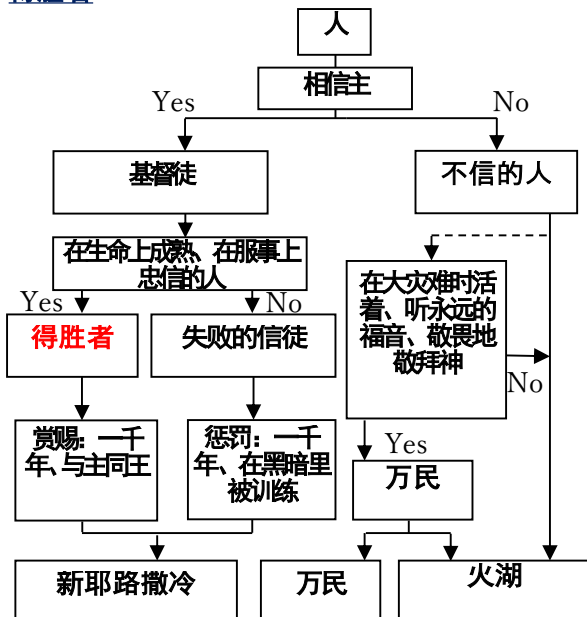 人
相信主
Yes
No
基督徒
不信的人
在生命上成熟、在服事上
忠信的人
Yes
No
得胜者
失败的信徒
在大灾难时活
着、听永远的
福音、敬畏地
敬拜神
No
Yes
赏赐：一千
年、与主同王
惩罚：一千
年、在黑暗里
被训练
万民
新耶路撒冷
万民
火湖